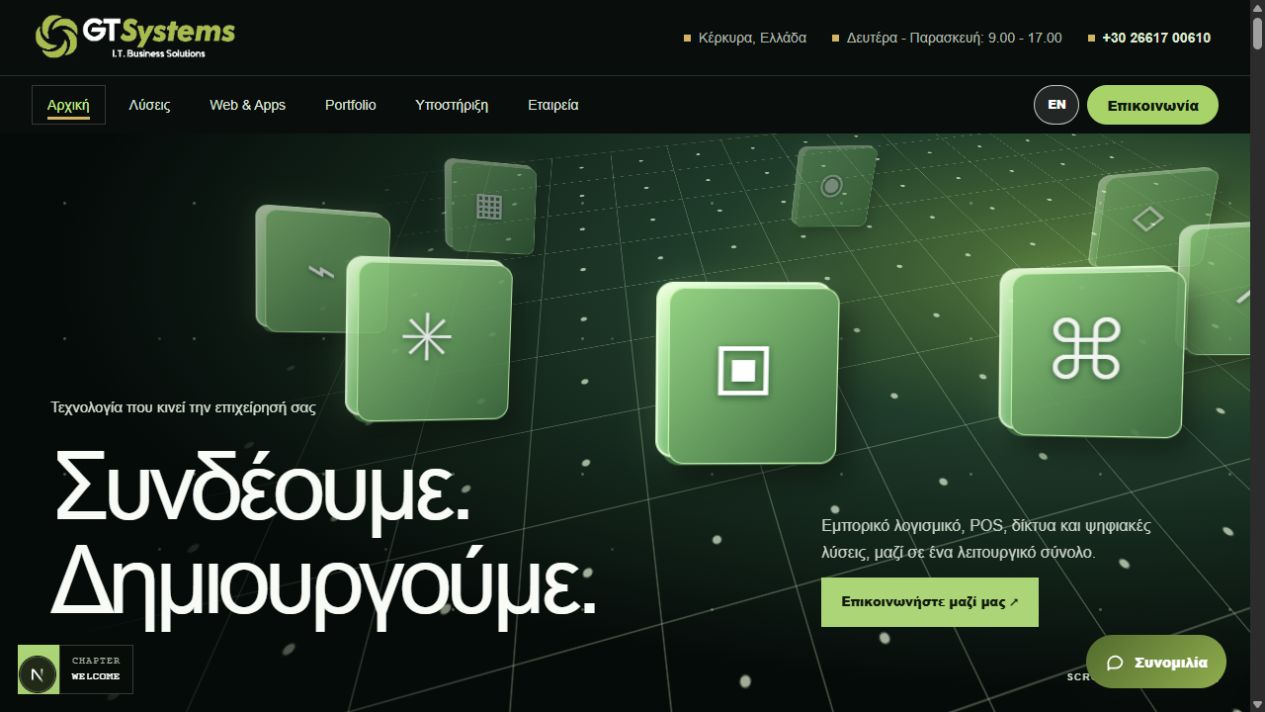 GTSystems
I.T. Business Solutions
Κέρκυρα, Ελλάδα
Δευτέρα - Παρασκευή: 9.00 - 17.00
+30 26617 00610
Αρχική
Λύσεις
Web & Apps
Portfolio
Υποστήριξη
Εταιρεία
EN
Επικοινωνία
Τεχνολογία που κινεί την επιχείρησή σας
Συνδέουμε.
Δημιουργούμε.
Εμπορικό λογισμικό, POS, δίκτυα και ψηφιακές
λύσεις, μαζί σε ένα λειτουργικό σύνολο.
Επικοινωνήστε μαζί μας ↗
N
CHAPTER
WELCOME
Συνομιλία